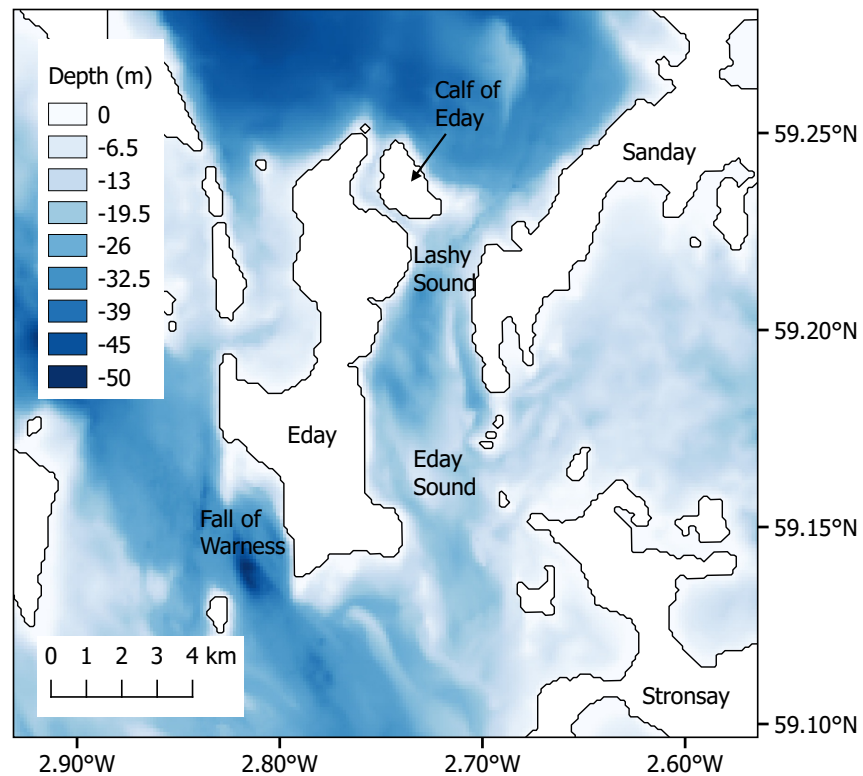 Depth (m)
0
-6.5
-13
-19.5
-26
-32.5
-39
-45
-50
Calf of
Eday
Sanday
59.25°N
Lashy
Sound
59.20°N
Eday
Eday
Sound
Fall of
Warness
59.15°N
0 1 2 3 4 km
Stronsay
59.10°N
2.90°W 2.80°W 2.70°W 2.60°W